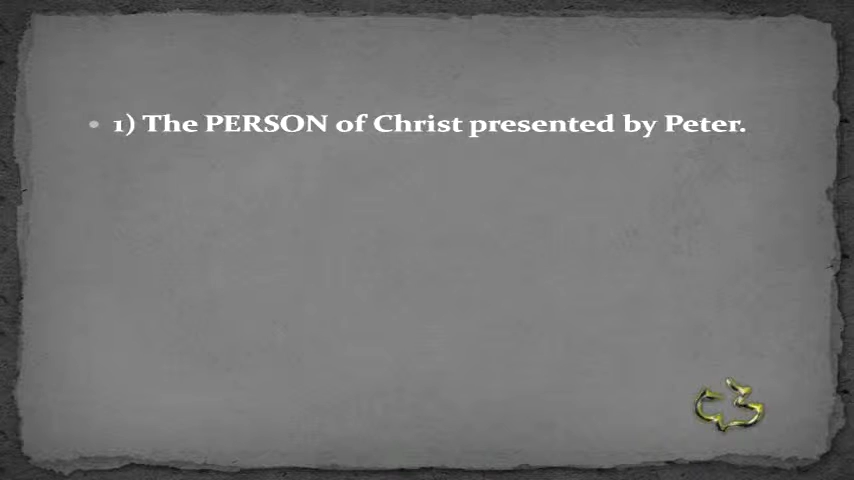 • 1) The PERSON of Christ presented by Peter.